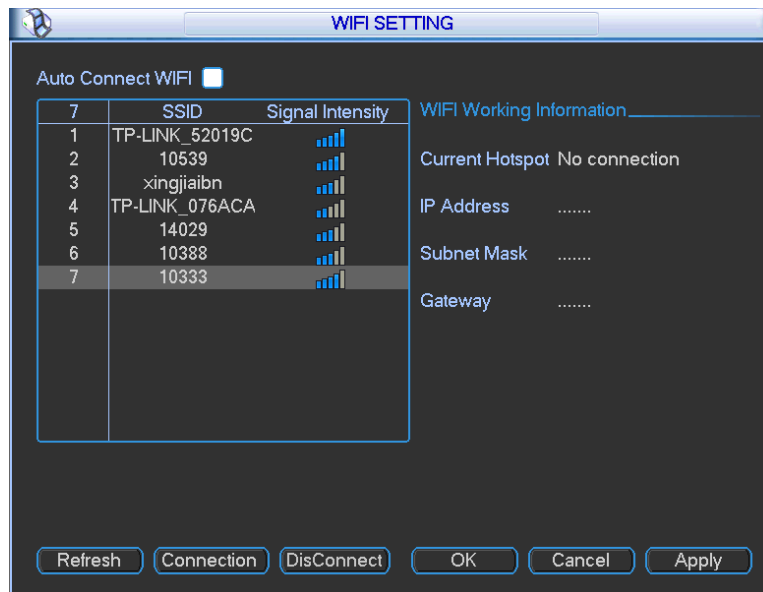 WIFI SETTING
Auto Connect WIFI
7 SSID Signal Intensity
1 TP-LINK_52019C
2 10539
3 xingjiaibn
4 TP-LINK_076ACA
5 14029
6 10388
7 10333
WIFI Working Information
Current Hotspot No connection
IP Address .......
Subnet Mask .......
Gateway .......
Refresh Connection DisConnect OK Cancel Apply